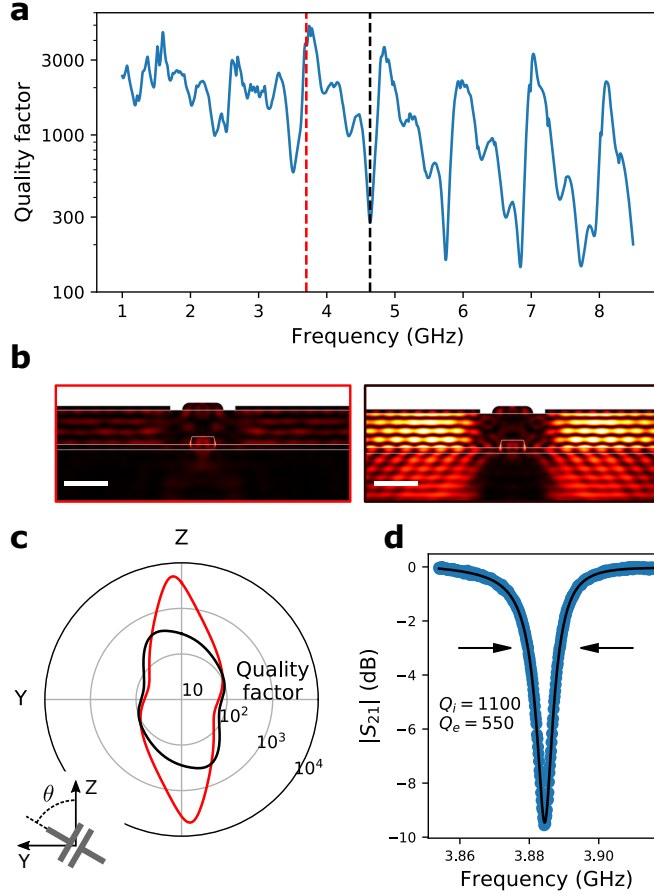 a
3000
1000
300
100
Quality factor
1 2 3 4 5 6 7 8
Frequency (GHz)
b
c
Z
Y
Quality
factor
10
10²
10³
10⁴
θ
Z
Y
d
0
−2
−4
−6
−8
−10
|S₂₁| (dB)
Qᵢ = 1100
Qₑ = 550
3.86 3.88 3.90
Frequency (GHz)